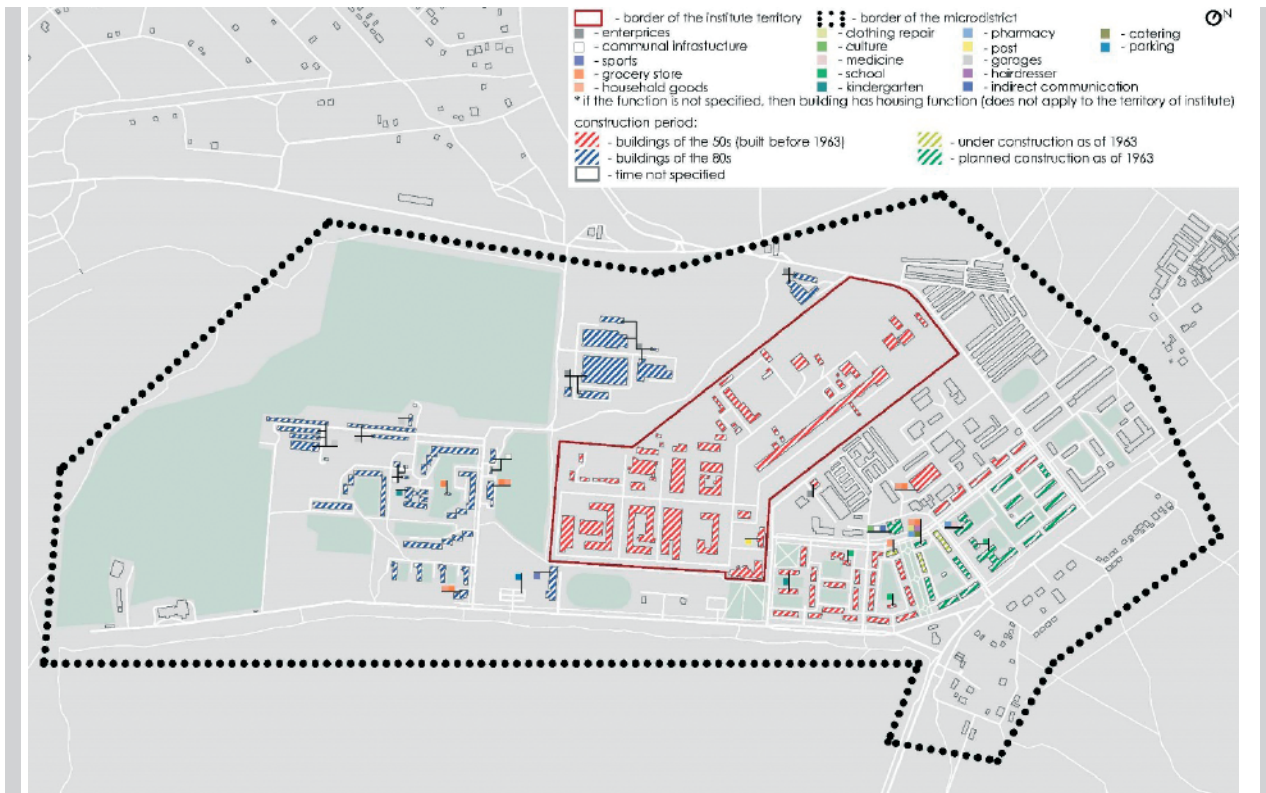 - border of the institute territory
- border of the microdistrict
N
- enterprices
- clothing repair
- pharmacy
- catering
- communal infrastucture
- culture
- post
- parking
- sports
- medicine
- garages
- grocery store
- school
- hairdresser
- household goods
- kindergarten
- indirect communication
* if the function is not specified, then building has housing function (does not apply to the territory of institute)
construction period:
- buildings of the 50s (built before 1963)
- under construction as of 1963
- buildings of the 80s
- planned construction as of 1963
- time not specified